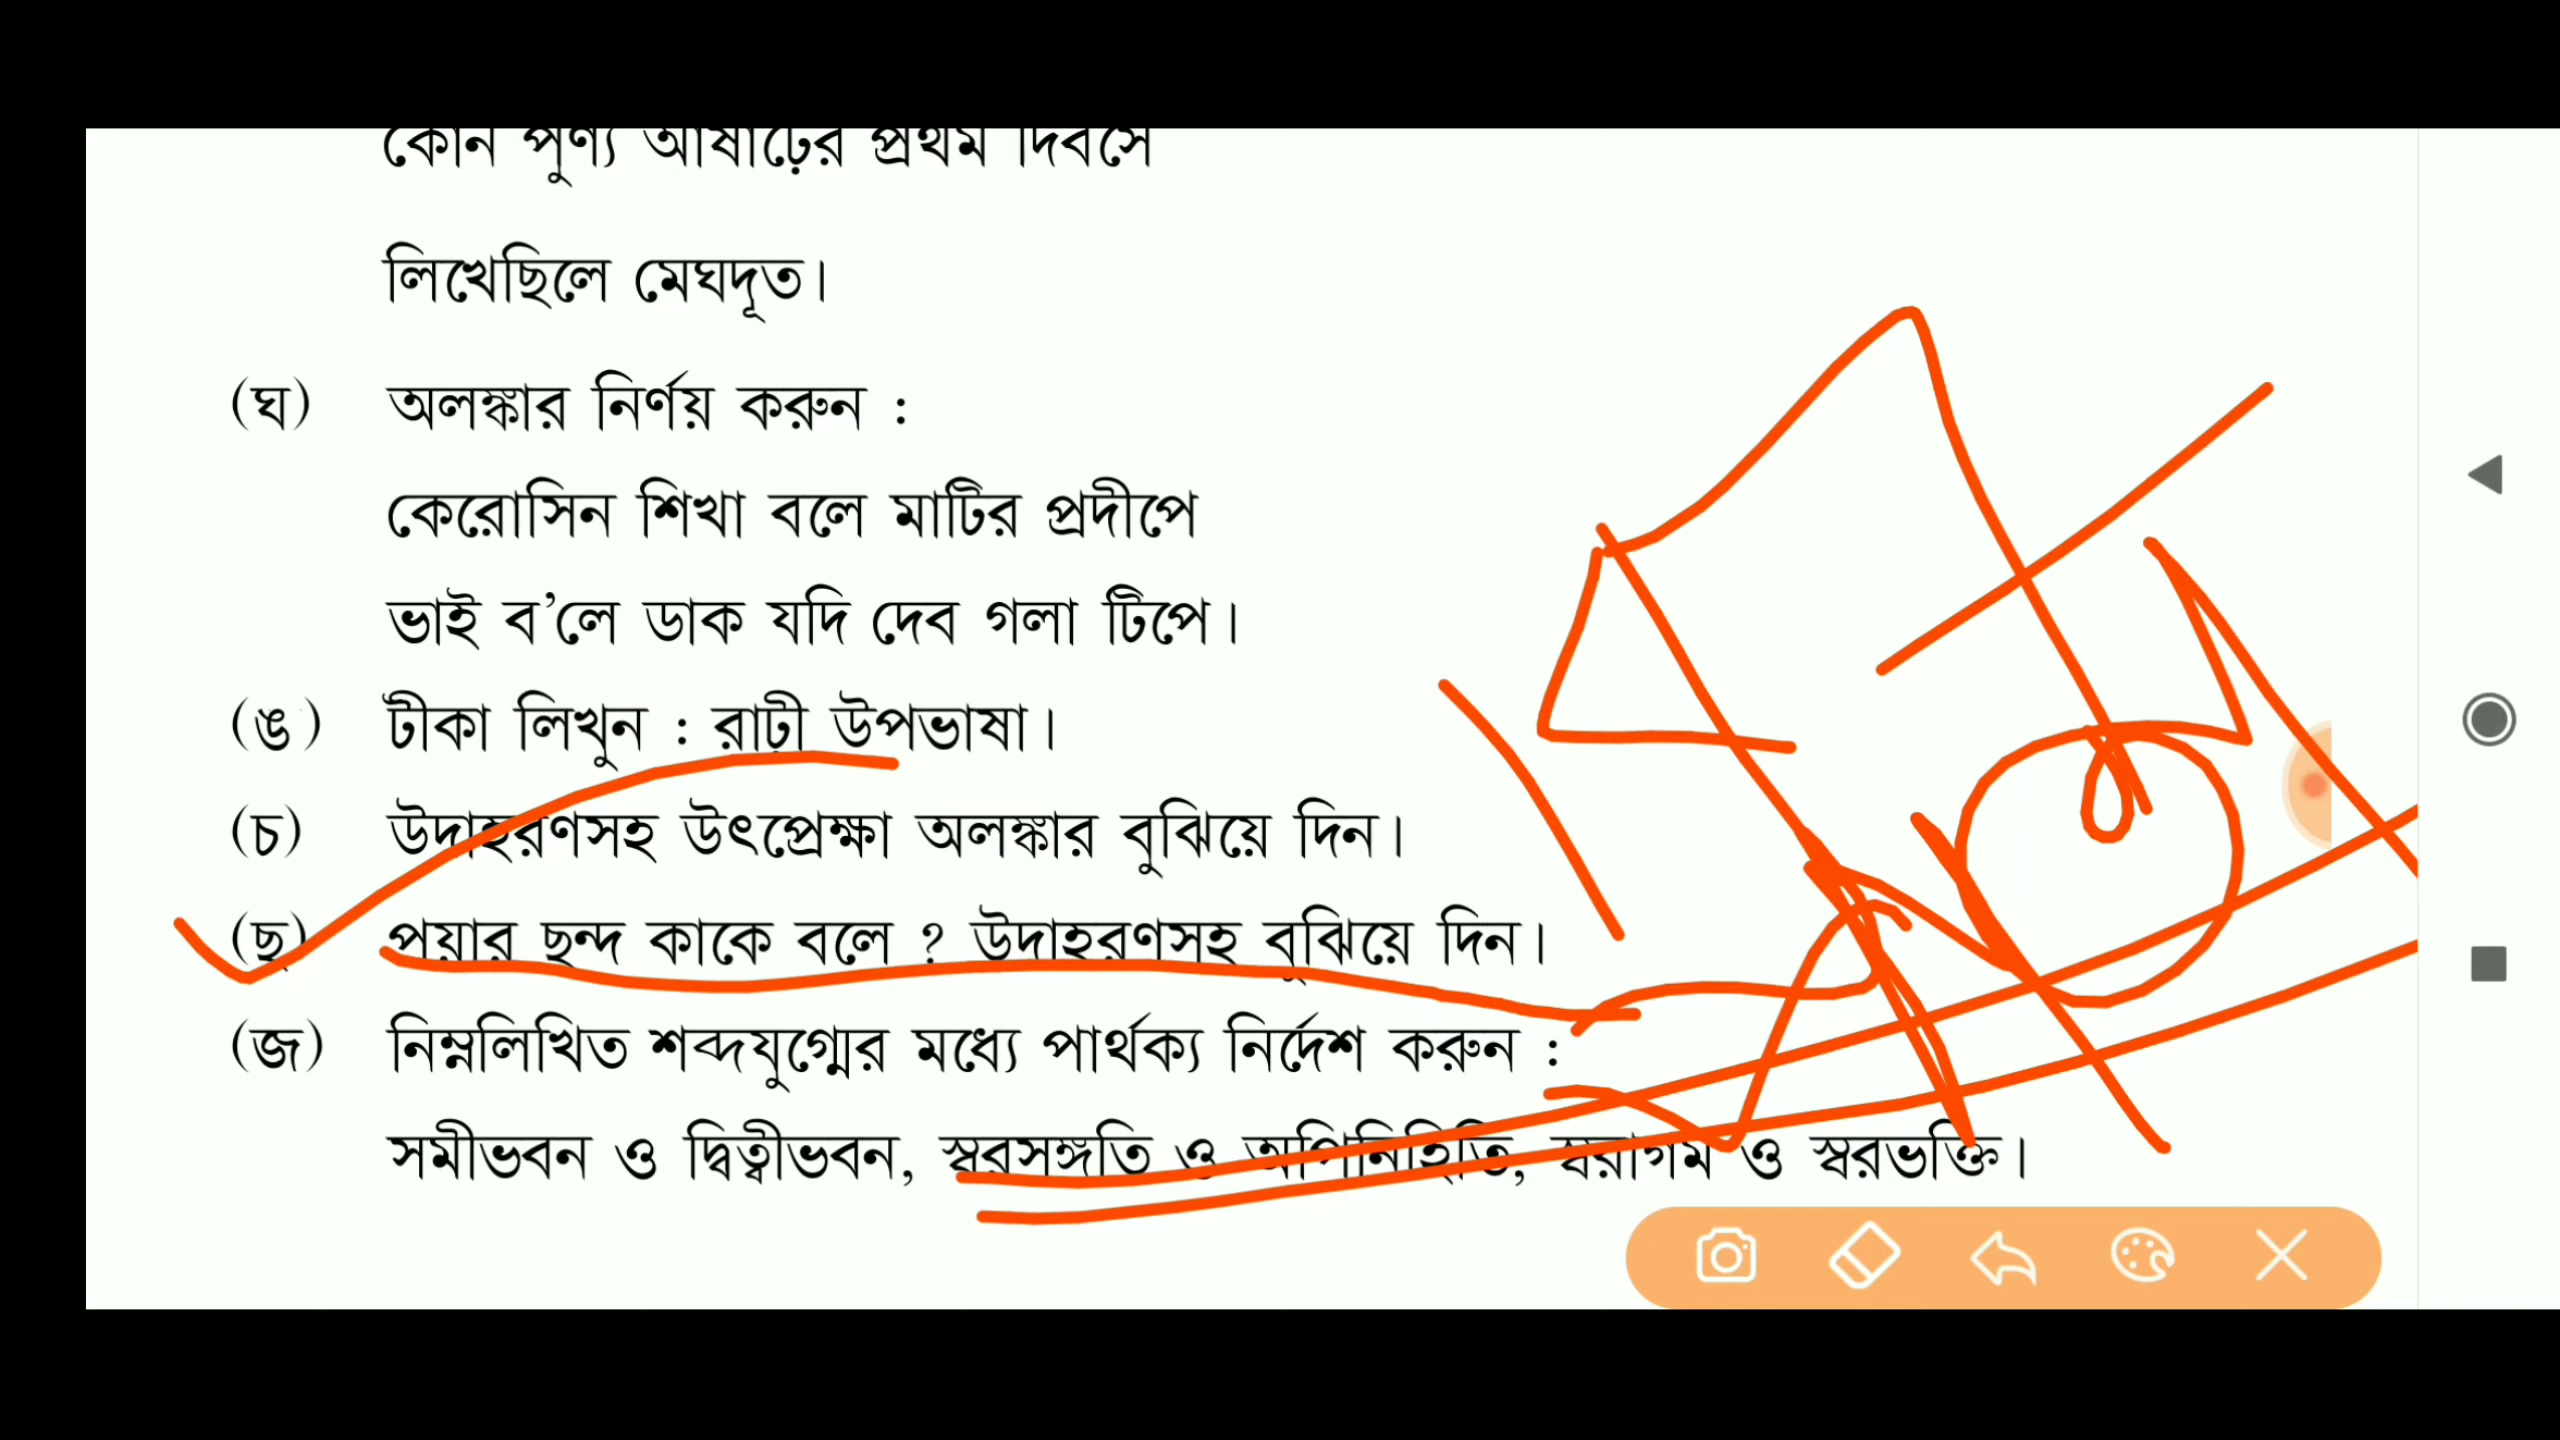 কোন পুণ্য আষাঢ়ের প্রথম দিবসে
লিখেছিলে মেঘদূত।
(ঘ) অলঙ্কার নির্ণয় করুন :
কেরোসিন শিখা বলে মাটির প্রদীপে
ভাই ব'লে ডাক যদি দেব গলা টিপে।
(ঙ) টীকা লিখুন : রাঢ়ী উপভাষা।
(চ) উদাহরণসহ উৎপ্রেক্ষা অলঙ্কার বুঝিয়ে দিন।
(ছ) পয়ার ছন্দ কাকে বলে ? উদাহরণসহ বুঝিয়ে দিন।
(জ) নিম্নলিখিত শব্দযুগ্মের মধ্যে পার্থক্য নির্দেশ করুন :
সমীভবন ও দ্বিত্বীভবন, স্বরসঙ্গতি ও অপিনিহিতি, স্বরাগম ও স্বরভক্তি।